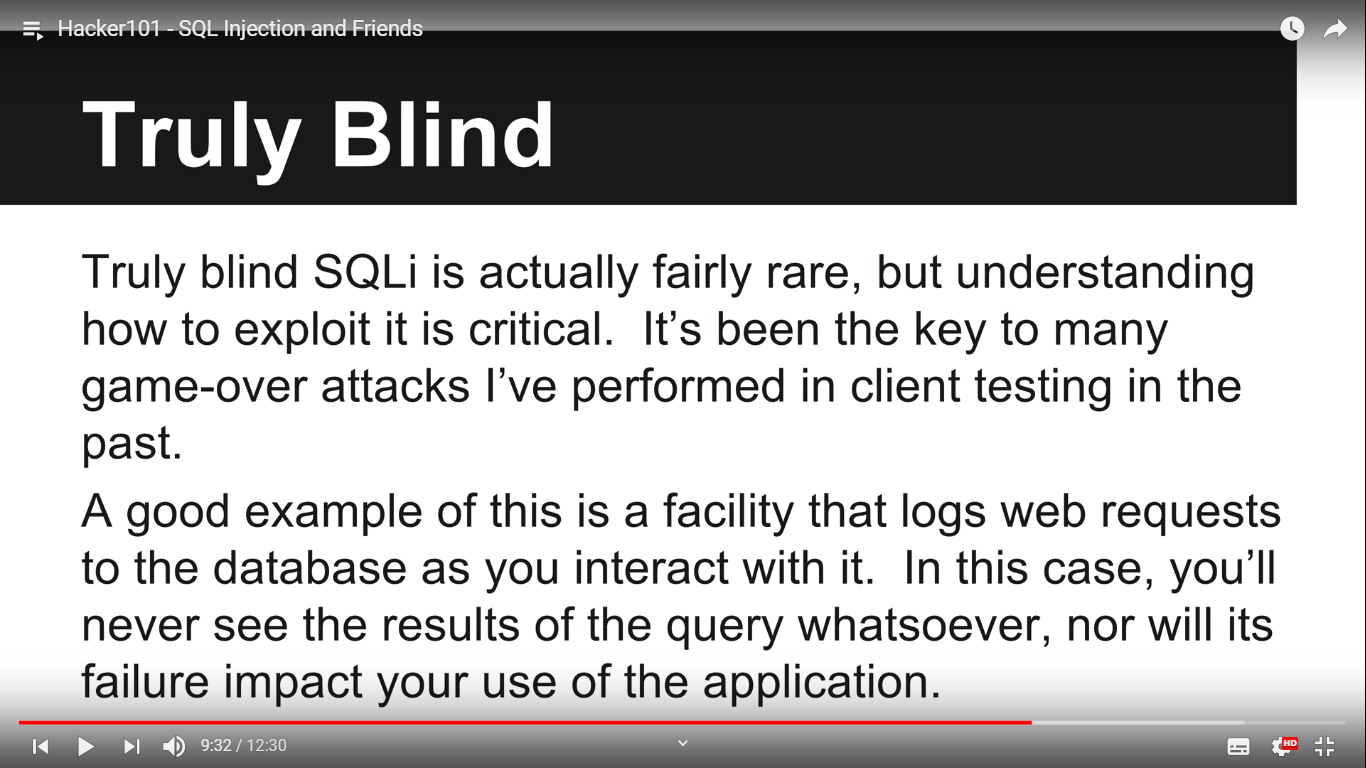 Hacker101 - SQL Injection and Friends
Truly Blind
Truly blind SQLi is actually fairly rare, but understanding
how to exploit it is critical.  It’s been the key to many
game-over attacks I’ve performed in client testing in the
past.
A good example of this is a facility that logs web requests
to the database as you interact with it.  In this case, you’ll
never see the results of the query whatsoever, nor will its
failure impact your use of the application.
9:32 / 12:30
HD